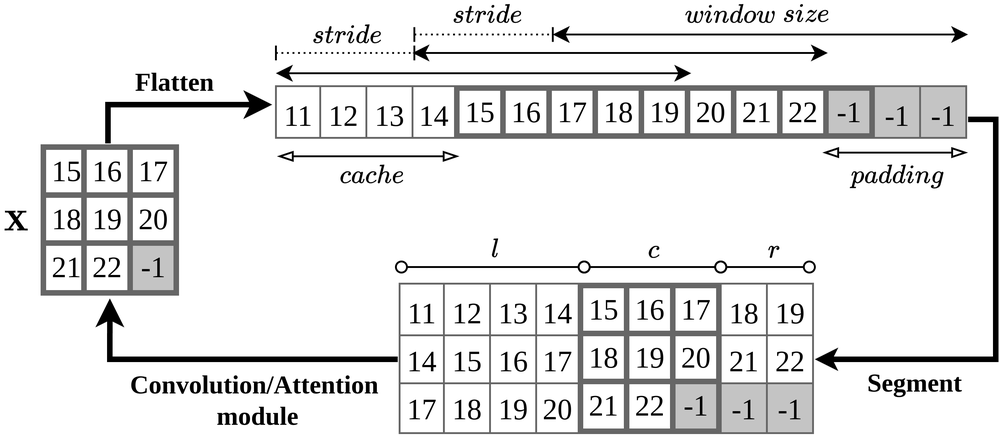 stride
window size
stride
Flatten
11 12 13 14 15 16 17 18 19 20 21 22 -1 -1 -1
cache
padding
X
15 16 17
18 19 20
21 22 -1
l c r
11 12 13 14 15 16 17 18 19
14 15 16 17 18 19 20 21 22
17 18 19 20 21 22 -1 -1 -1
Convolution/Attention
module
Segment